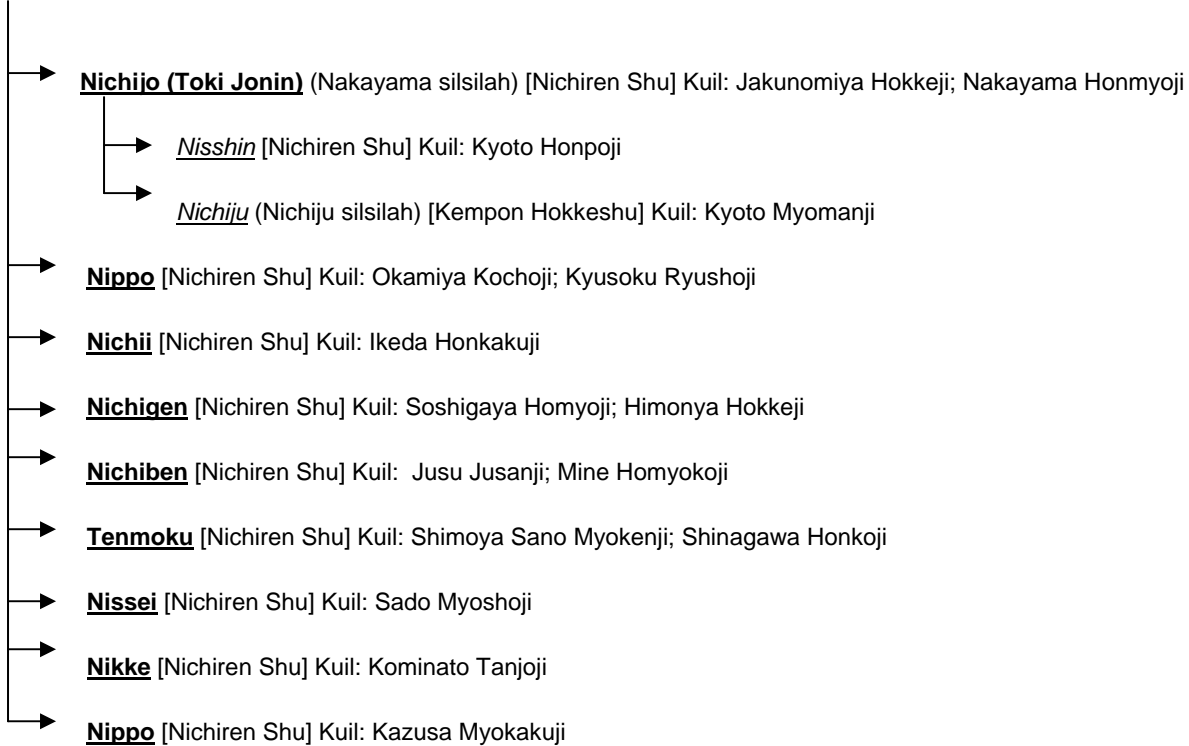 Nichijo (Toki Jonin) (Nakayama silsilah) [Nichiren Shu] Kuil: Jakunomiya Hokkeji; Nakayama Honmyoji
Nisshin [Nichiren Shu] Kuil: Kyoto Honpoji
Nichiju (Nichiju silsilah) [Kempon Hokkeshu] Kuil: Kyoto Myomanji
Nippo [Nichiren Shu] Kuil: Okamiya Kochoji; Kyusoku Ryushoji
Nichii [Nichiren Shu] Kuil: Ikeda Honkakuji
Nichigen [Nichiren Shu] Kuil: Soshigaya Homyoji; Himonya Hokkeji
Nichiben [Nichiren Shu] Kuil: Jusu Jusanji; Mine Homyokoji
Tenmoku [Nichiren Shu] Kuil: Shimoya Sano Myokenji; Shinagawa Honkoji
Nissei [Nichiren Shu] Kuil: Sado Myoshoji
Nikke [Nichiren Shu] Kuil: Kominato Tanjoji
Nippo [Nichiren Shu] Kuil: Kazusa Myokakuji